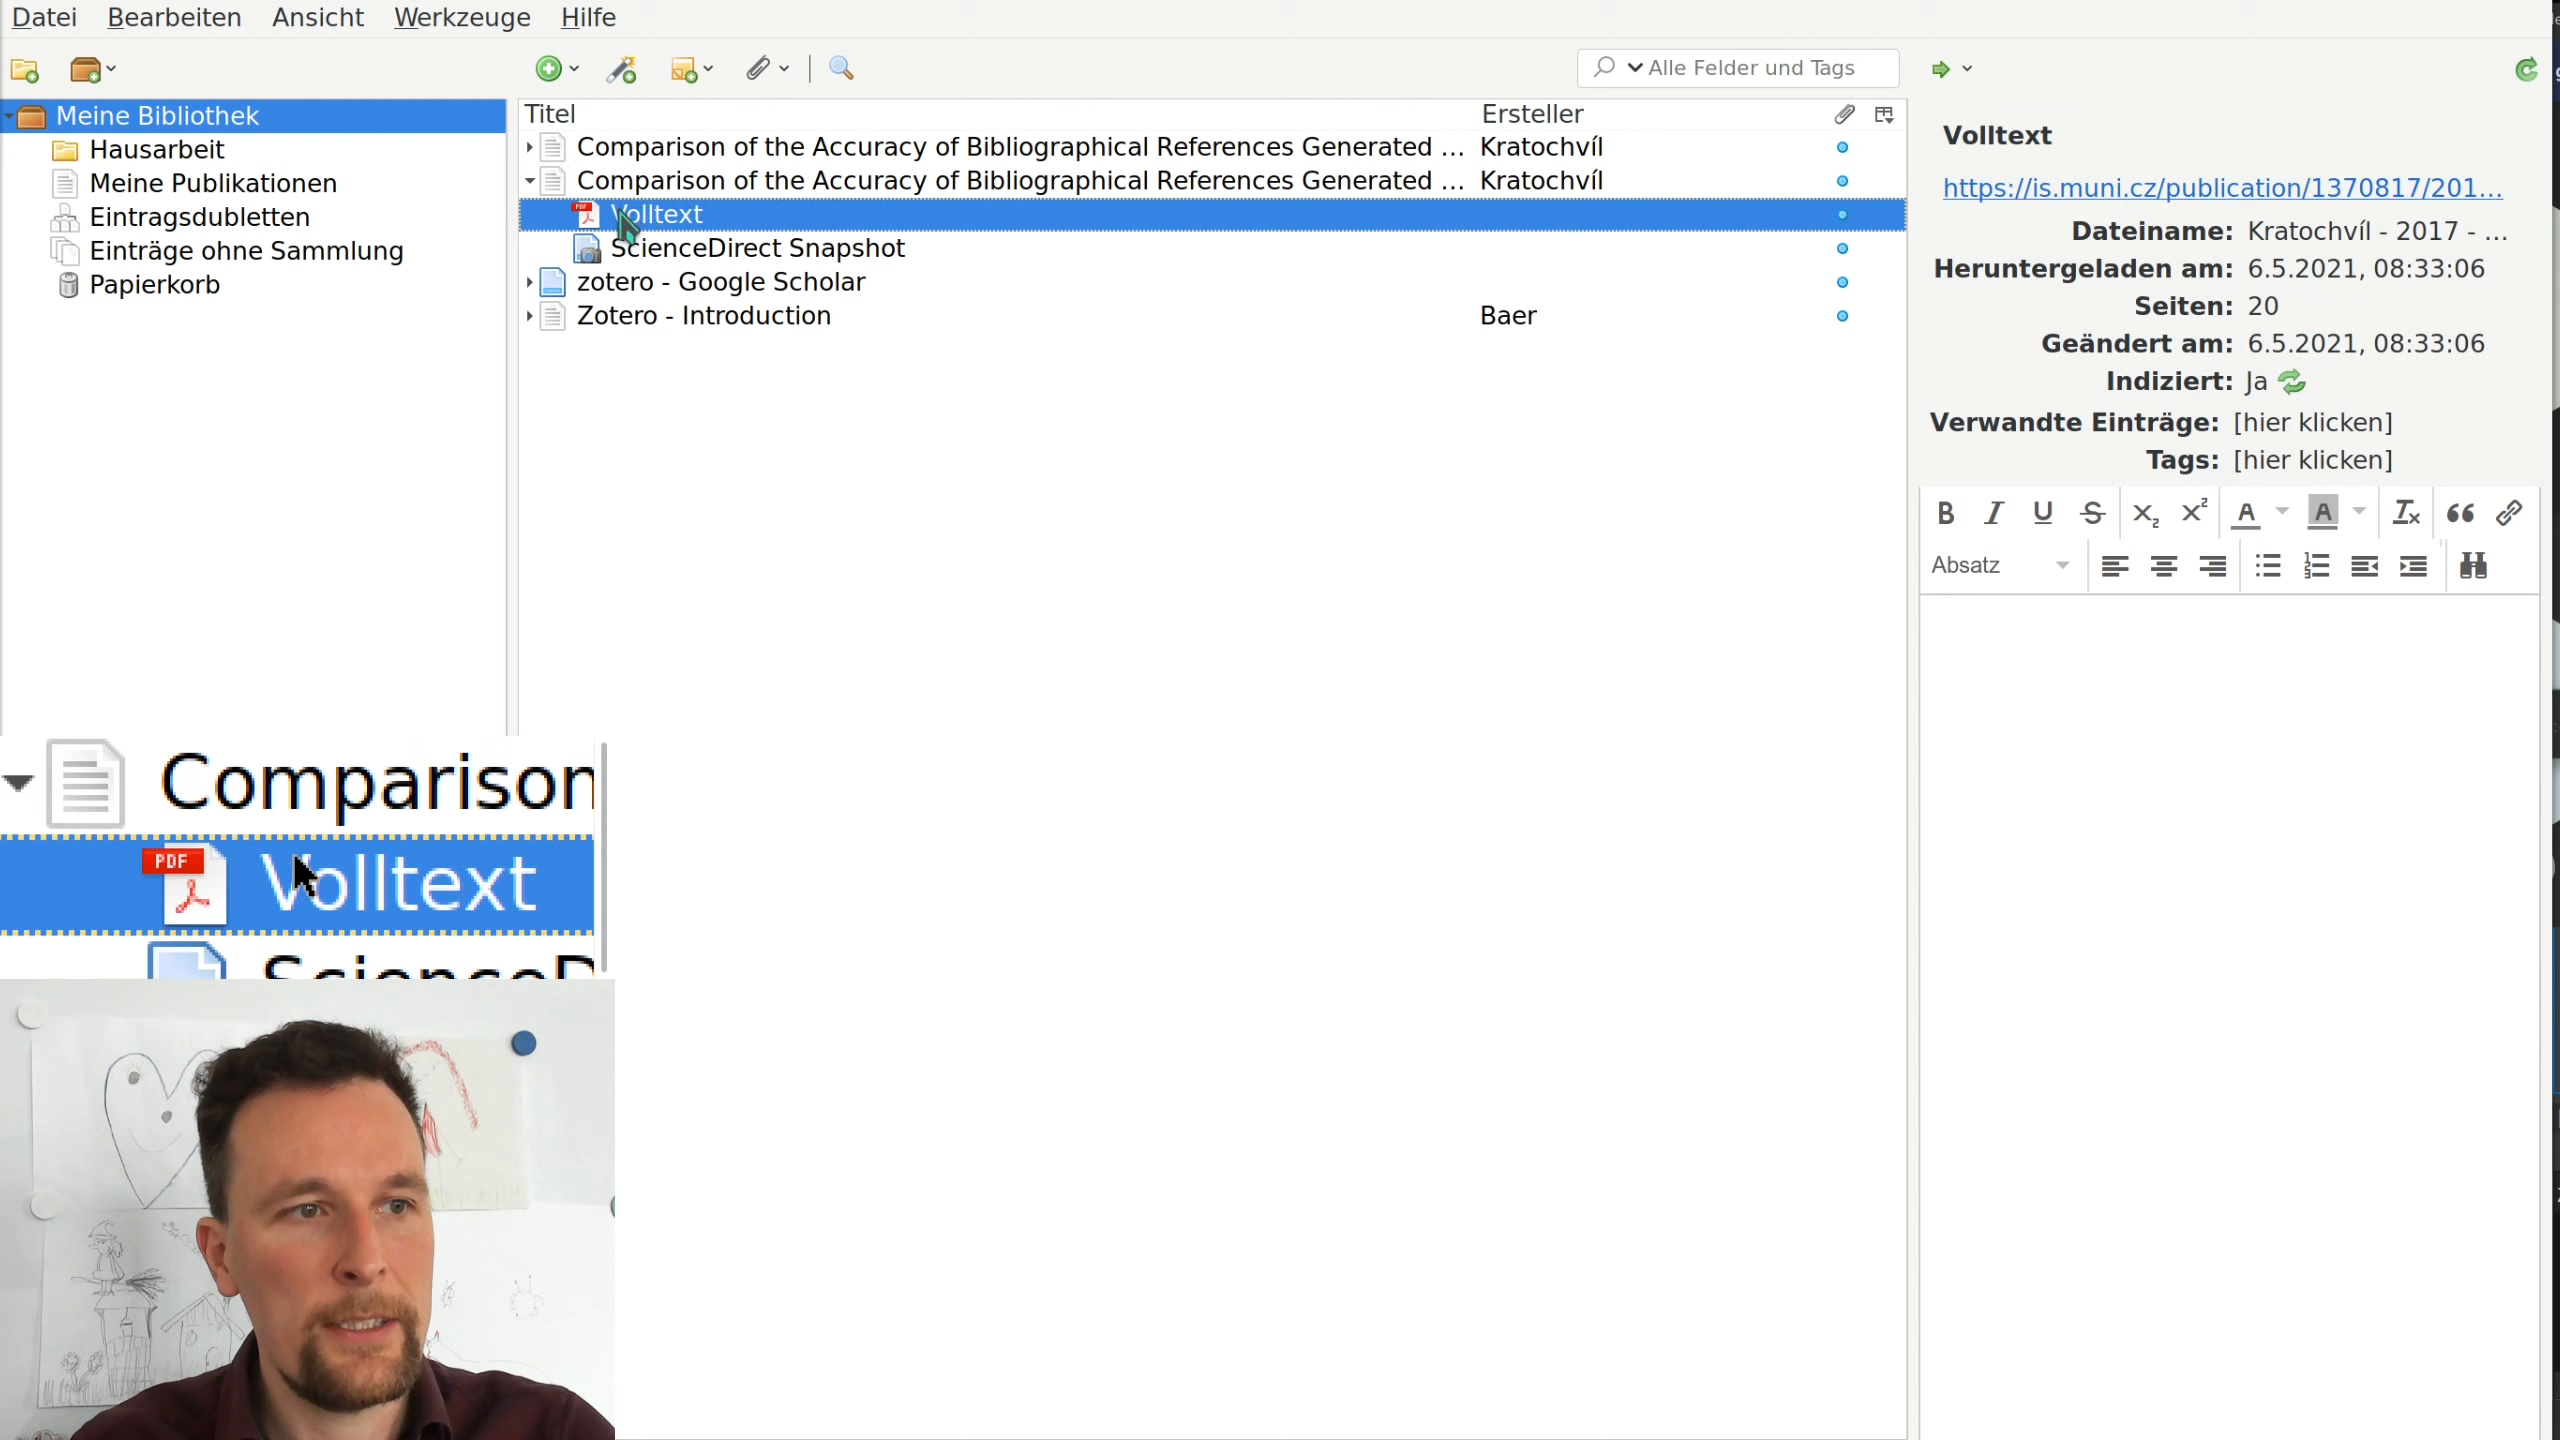 Datei Bearbeiten Ansicht Werkzeuge Hilfe
Alle Felder und Tags
Meine Bibliothek
Hausarbeit
Meine Publikationen
Eintragsdubletten
Einträge ohne Sammlung
Papierkorb
Titel Ersteller
Comparison of the Accuracy of Bibliographical References Generated ... Kratochvíl
Comparison of the Accuracy of Bibliographical References Generated ... Kratochvíl
PDF Volltext
ScienceDirect Snapshot
zotero - Google Scholar
Zotero - Introduction Baer
Volltext
https://is.muni.cz/publication/1370817/201...
Dateiname: Kratochvíl - 2017 - ...
Heruntergeladen am: 6.5.2021, 08:33:06
Seiten: 20
Geändert am: 6.5.2021, 08:33:06
Indiziert: Ja
Verwandte Einträge: [hier klicken]
Tags: [hier klicken]
Absatz
Comparison
PDF Volltext
ScienceD